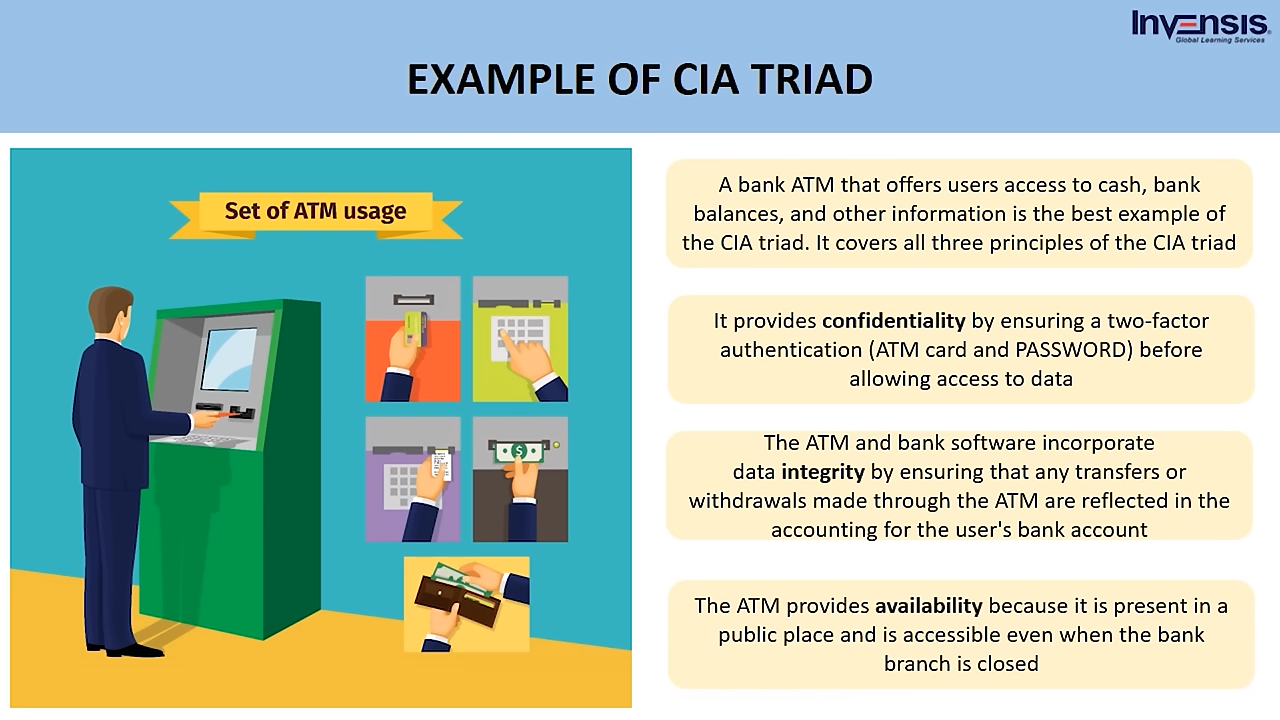 Invensis
Global Learning Services
EXAMPLE OF CIA TRIAD
Set of ATM usage
A bank ATM that offers users access to cash, bank
balances, and other information is the best example of
the CIA triad. It covers all three principles of the CIA triad
It provides confidentiality by ensuring a two-factor
authentication (ATM card and PASSWORD) before
allowing access to data
The ATM and bank software incorporate
data integrity by ensuring that any transfers or
withdrawals made through the ATM are reflected in the
accounting for the user's bank account
The ATM provides availability because it is present in a
public place and is accessible even when the bank
branch is closed